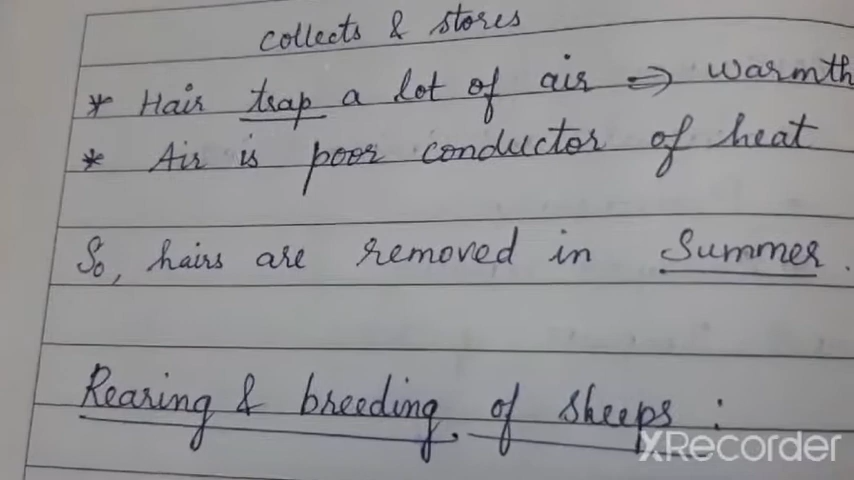 collects & stores
* Hair trap a lot of air ⇒ warmth
* Air is poor conductor of heat
So, hairs are removed in Summer.
Rearing & breeding of sheeps :
XRecorder